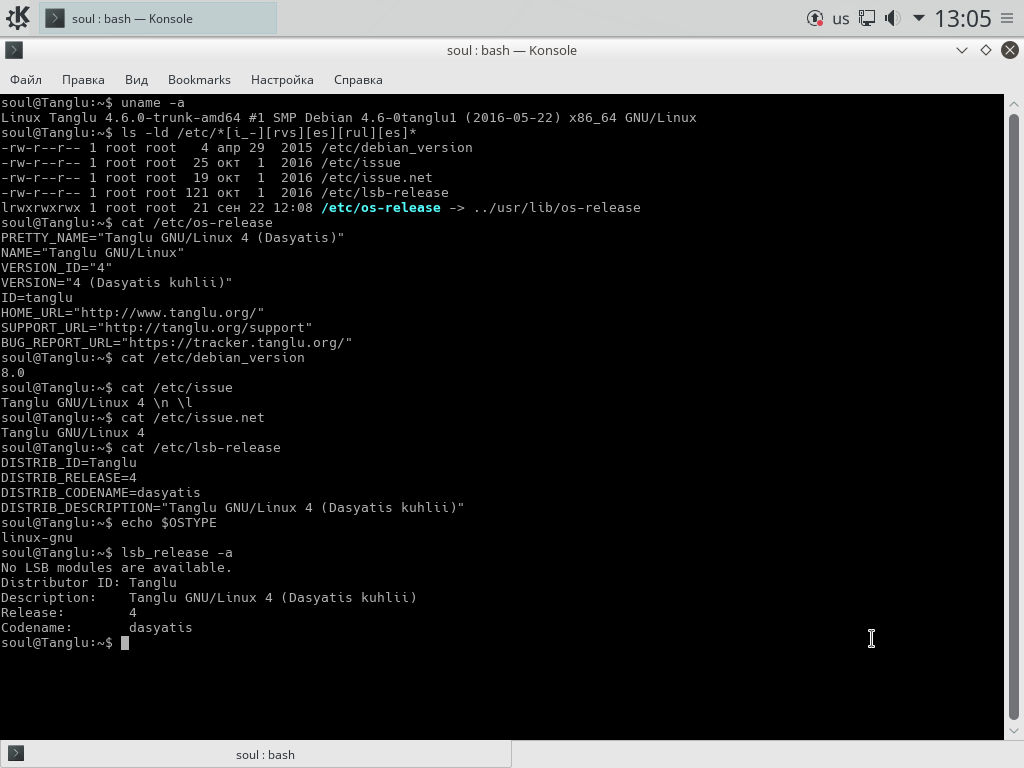 soul : bash — Konsole
us
13:05
soul : bash — Konsole
Файл Правка Вид Bookmarks Настройка Справка
soul@Tanglu:~$ uname -a
Linux Tanglu 4.6.0-trunk-amd64 #1 SMP Debian 4.6-0tanglu1 (2016-05-22) x86_64 GNU/Linux
soul@Tanglu:~$ ls -ld /etc/*[i_-][rvs][es][rul][es]*
-rw-r--r-- 1 root root   4 апр 29  2015 /etc/debian_version
-rw-r--r-- 1 root root  25 окт  1  2016 /etc/issue
-rw-r--r-- 1 root root  19 окт  1  2016 /etc/issue.net
-rw-r--r-- 1 root root 121 окт  1  2016 /etc/lsb-release
lrwxrwxrwx 1 root root  21 сен 22 12:08 /etc/os-release -> ../usr/lib/os-release
soul@Tanglu:~$ cat /etc/os-release
PRETTY_NAME="Tanglu GNU/Linux 4 (Dasyatis)"
NAME="Tanglu GNU/Linux"
VERSION_ID="4"
VERSION="4 (Dasyatis kuhlii)"
ID=tanglu
HOME_URL="http://www.tanglu.org/"
SUPPORT_URL="http://tanglu.org/support"
BUG_REPORT_URL="https://tracker.tanglu.org/"
soul@Tanglu:~$ cat /etc/debian_version
8.0
soul@Tanglu:~$ cat /etc/issue
Tanglu GNU/Linux 4 \n \l
soul@Tanglu:~$ cat /etc/issue.net
Tanglu GNU/Linux 4
soul@Tanglu:~$ cat /etc/lsb-release
DISTRIB_ID=Tanglu
DISTRIB_RELEASE=4
DISTRIB_CODENAME=dasyatis
DISTRIB_DESCRIPTION="Tanglu GNU/Linux 4 (Dasyatis kuhlii)"
soul@Tanglu:~$ echo $OSTYPE
linux-gnu
soul@Tanglu:~$ lsb_release -a
No LSB modules are available.
Distributor ID: Tanglu
Description:    Tanglu GNU/Linux 4 (Dasyatis kuhlii)
Release:        4
Codename:       dasyatis
soul@Tanglu:~$
soul : bash